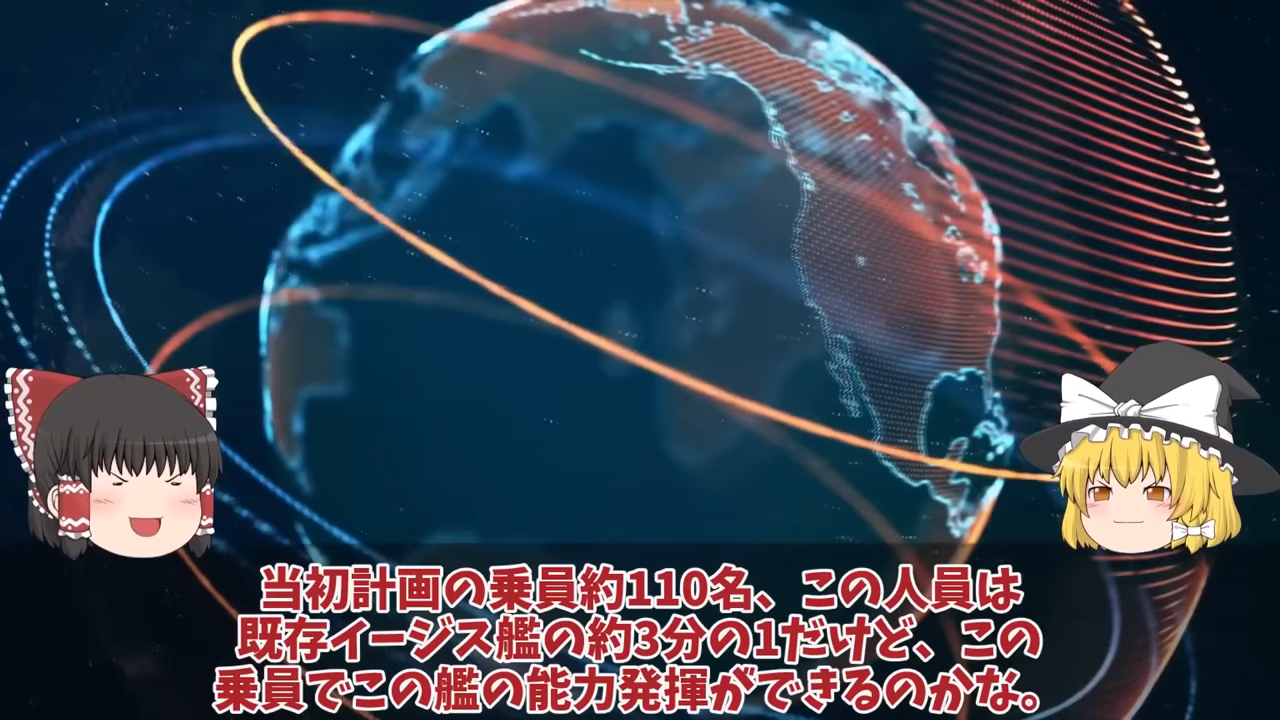 当初計画の乗員約110名、この人員は
既存イージス艦の約3分の1だけど、この
乗員でこの艦の能力発揮ができるのかな。